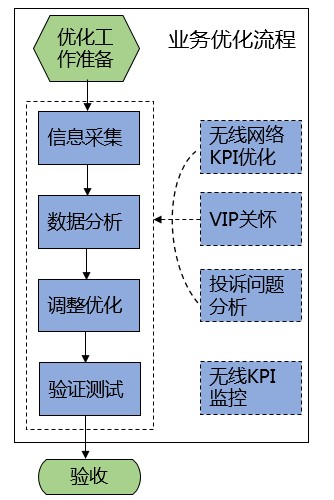 业务优化流程
优化工
作准备
信息采集
数据分析
调整优化
验证测试
验收
无线网络
KPI优化
VIP关怀
投诉问题
分析
无线KPI
监控